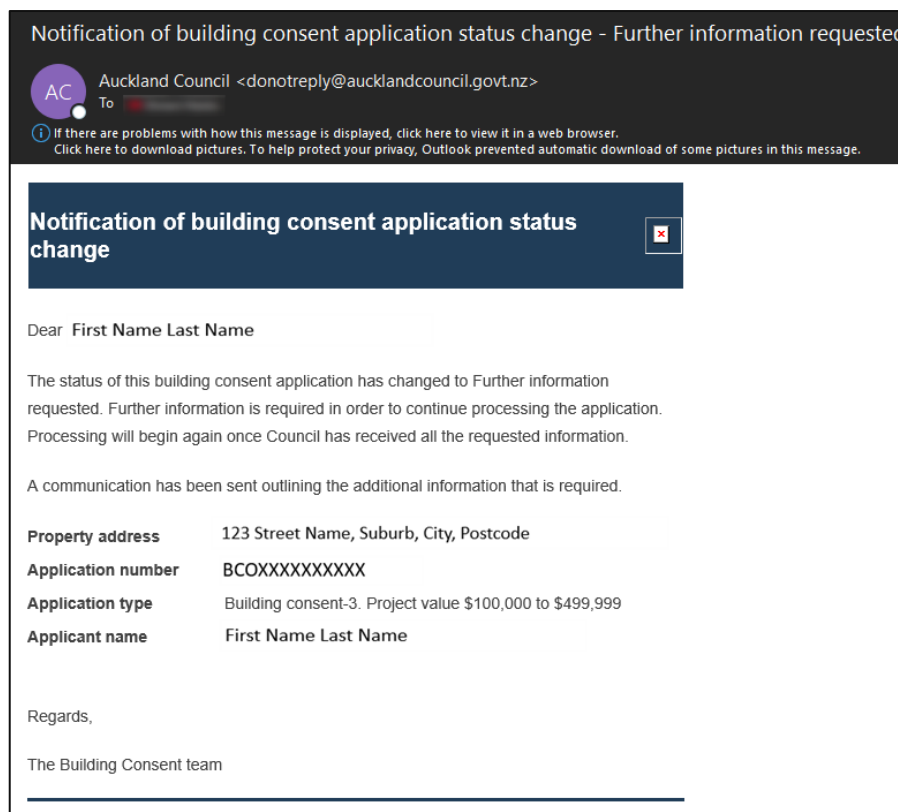 Notification of building consent application status change - Further information requested
AC
Auckland Council <donotreply@aucklandcouncil.govt.nz>
To
If there are problems with how this message is displayed, click here to view it in a web browser.
Click here to download pictures. To help protect your privacy, Outlook prevented automatic download of some pictures in this message.
Notification of building consent application status
change
Dear First Name Last Name
The status of this building consent application has changed to Further information
requested. Further information is required in order to continue processing the application.
Processing will begin again once Council has received all the requested information.
A communication has been sent outlining the additional information that is required.
Property address 123 Street Name, Suburb, City, Postcode
Application number BCOXXXXXXXXXX
Application type Building consent-3. Project value $100,000 to $499,999
Applicant name First Name Last Name
Regards,
The Building Consent team